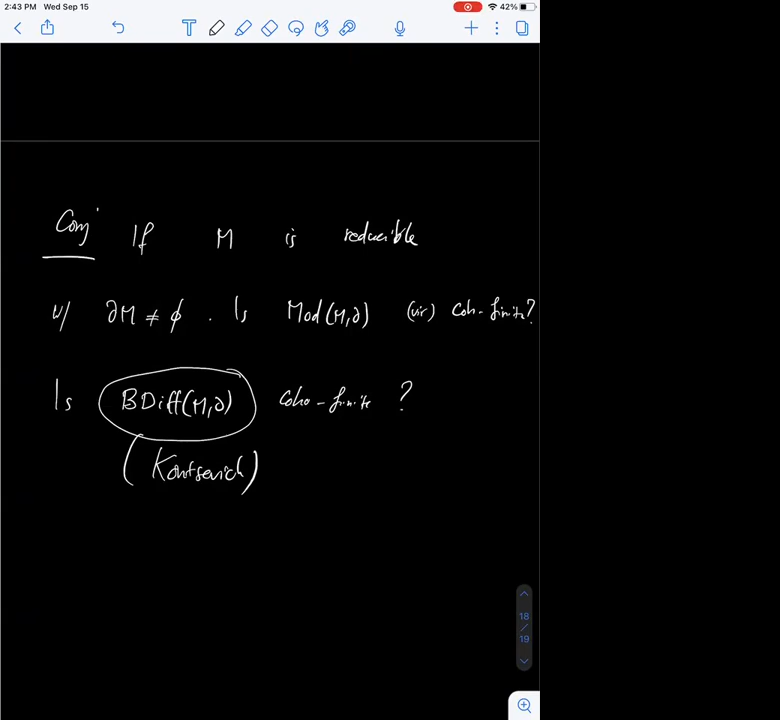 2:43 PM Wed Sep 15
42%
Conj If M is reducible
w/ ∂M ≠ ∅ . Is Mod(M,∂) (vir) Coh-finite?
Is BDiff(M,∂) Coho-finite ?
(Kontsevich)
18
/
19